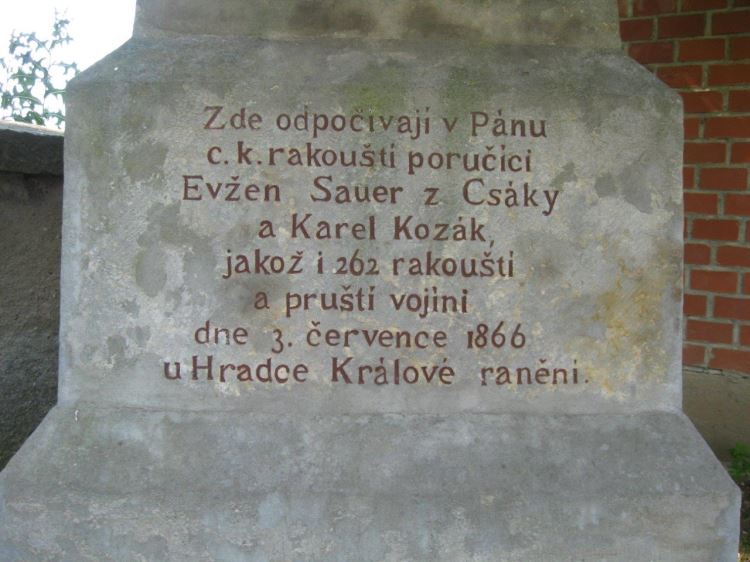 Zde odpočívají v Pánu
c. k. rakouští poručíci
Evžen Sauer z Csáky
a Karel Kozák,
jakož i 262 rakouští
a pruští vojíni
dne 3. července 1866
u Hradce Králové raněni.